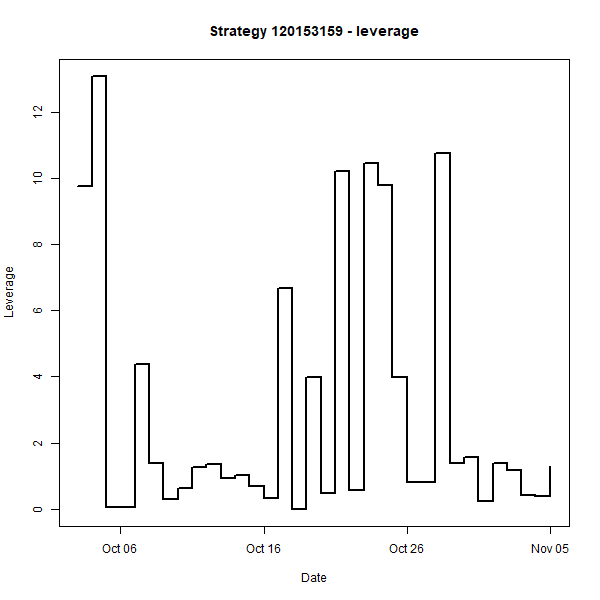 Strategy 120153159 - leverage
Leverage
12
10
8
6
4
2
0
Oct 06
Oct 16
Oct 26
Nov 05
Date